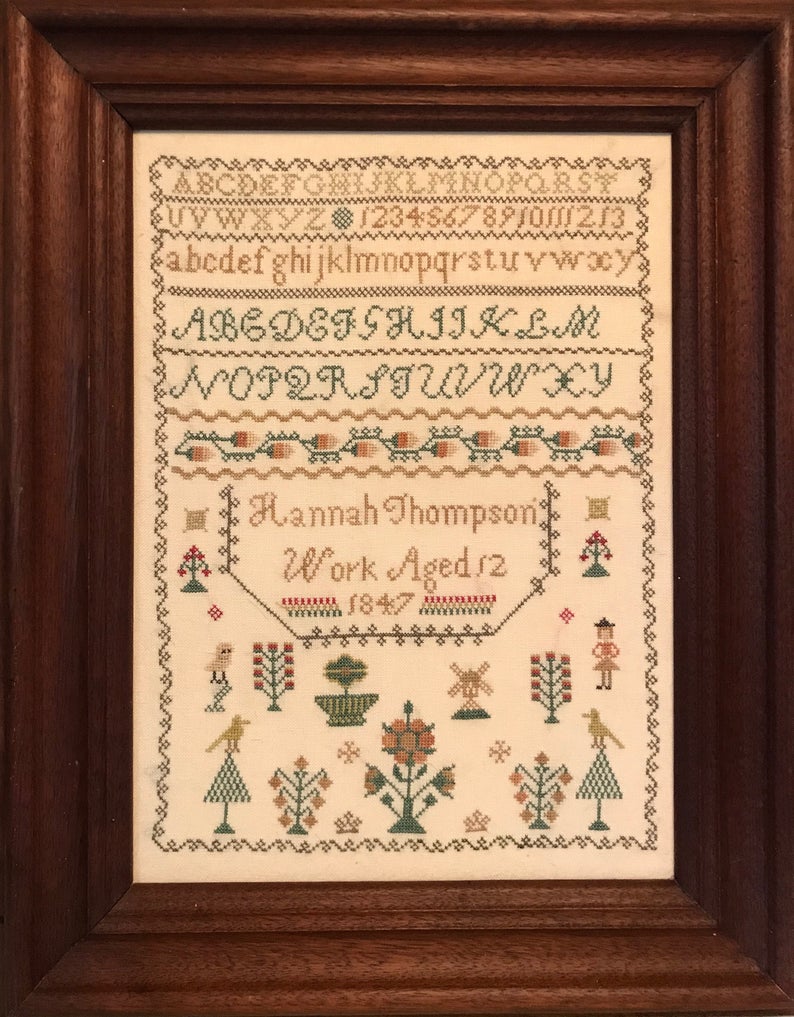 ABCDEFGHIJKLMNOPQRST
UVWXYZ 12345678910111213
abcdefghijklmnopqrstuvwxy
ABCDEFGHIJKLM
NOPQRSTUVWXY
Hannah Thompson
Work Aged 12
1847